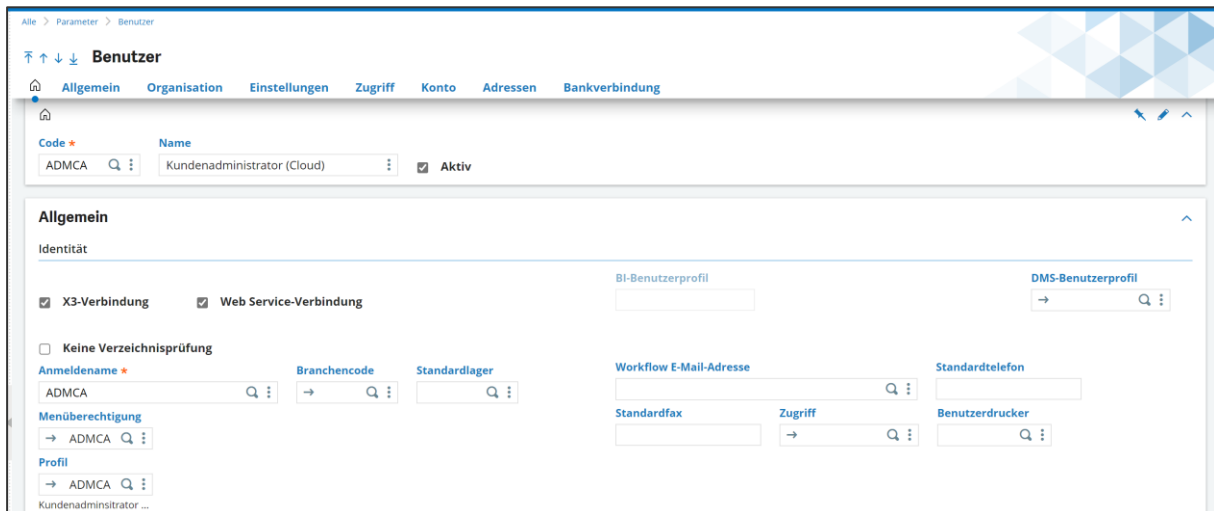 Alle > Parameter > Benutzer
Benutzer
Allgemein Organisation Einstellungen Zugriff Konto Adressen Bankverbindung
Code * Name
ADMCA Kundenadministrator (Cloud) Aktiv
Allgemein
Identität
BI-Benutzerprofil DMS-Benutzerprofil
X3-Verbindung Web Service-Verbindung
Keine Verzeichnisprüfung
Anmeldename * Branchencode Standardlager Workflow E-Mail-Adresse Standardtelefon
ADMCA
Menüberechtigung Standardfax Zugriff Benutzerdrucker
ADMCA
Profil
ADMCA
Kundenadminsitrator ...